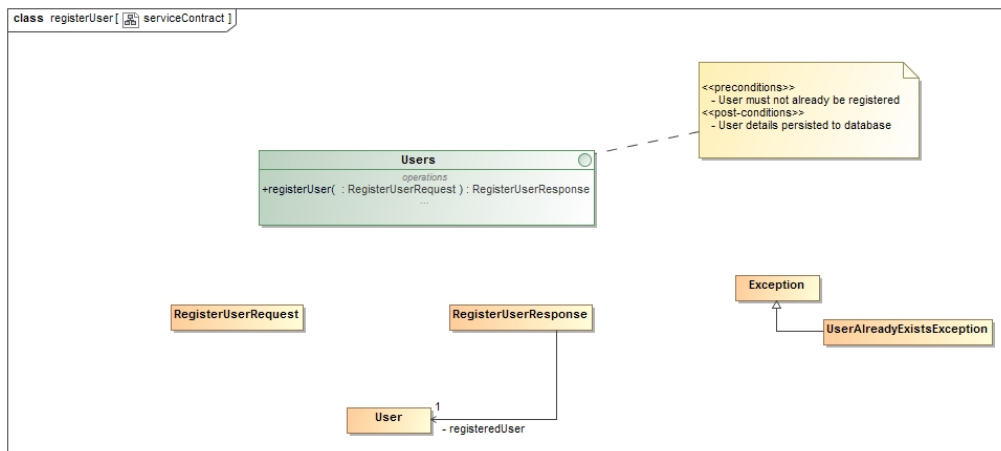 class registerUser [ serviceContract ]
<<preconditions>>
- User must not already be registered
<<post-conditions>>
- User details persisted to database
Users
operations
+registerUser( : RegisterUserRequest ) : RegisterUserResponse
...
Exception
RegisterUserRequest
RegisterUserResponse
UserAlreadyExistsException
User
1
- registeredUser